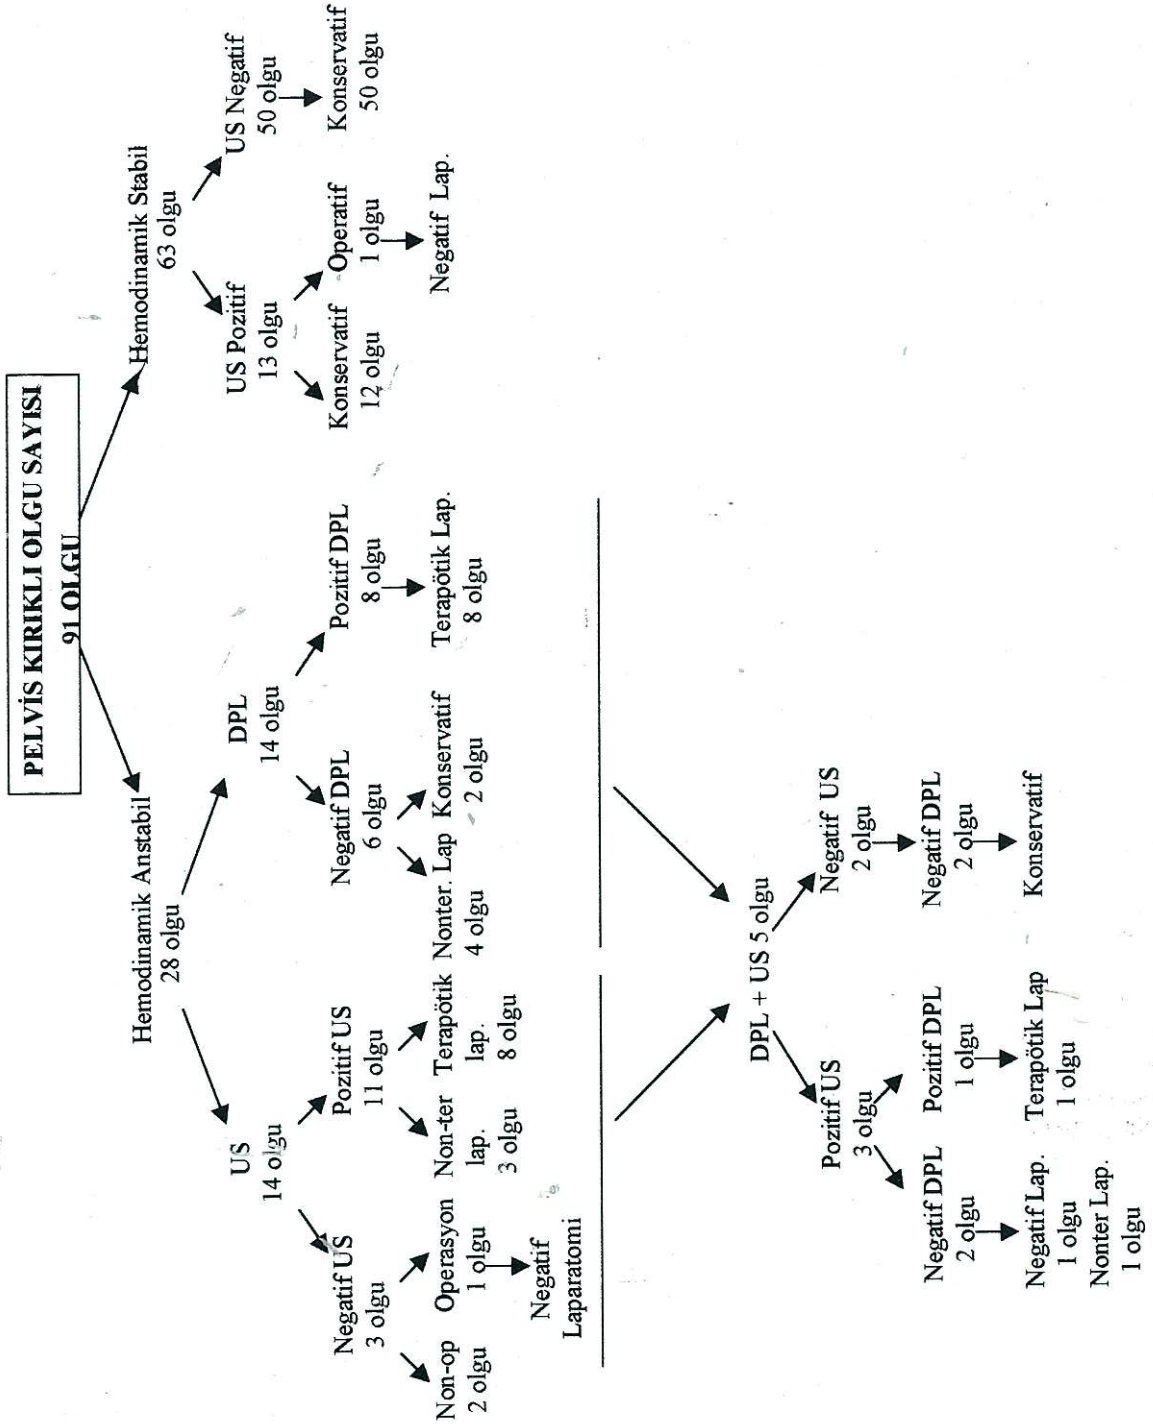 PELVİS KIRIKLI OLGU SAYISI
91 OLGU
Hemodinamik Anstabil
28 olgu
Hemodinamik Stabil
63 olgu
US
14 olgu
DPL
14 olgu
US Pozitif
13 olgu
US Negatif
50 olgu
Negatif US
3 olgu
Pozitif US
11 olgu
Negatif DPL
6 olgu
Pozitif DPL
8 olgu
Konservatif
12 olgu
Operatif
1 olgu
Konservatif
50 olgu
Non-op
2 olgu
Operasyon
1 olgu
Negatif
Laparatomi
Non-ter
lap.
3 olgu
Terapötik
lap.
8 olgu
Nonter. Lap
4 olgu
Konservatif
2 olgu
Terapötik Lap.
8 olgu
Negatif Lap.
DPL + US 5 olgu
Pozitif US
3 olgu
Negatif US
2 olgu
Negatif DPL
2 olgu
Pozitif DPL
1 olgu
Negatif DPL
2 olgu
Negatif Lap.
1 olgu
Nonter Lap.
1 olgu
Terapötik Lap
1 olgu
Konservatif